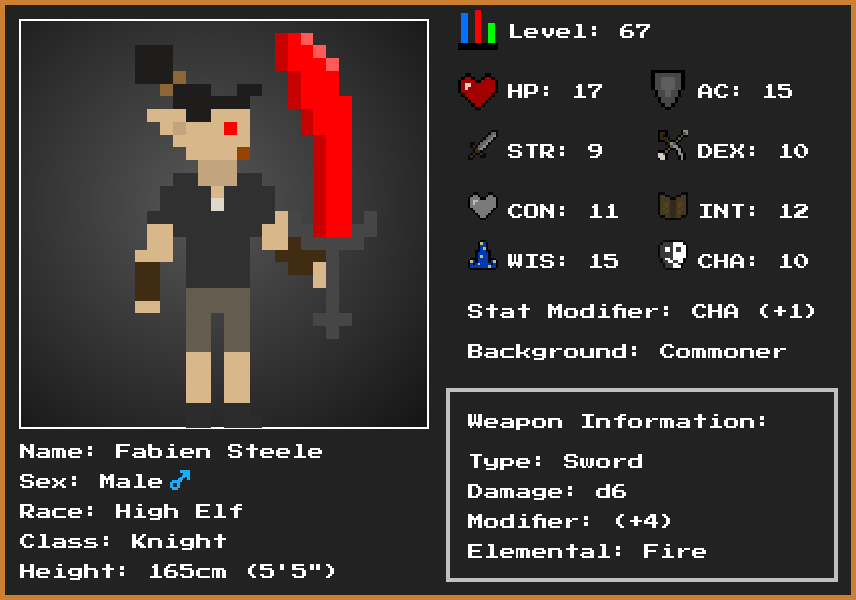 Level: 67
HP: 17
AC: 15
STR: 9
DEX: 10
CON: 11
INT: 12
WIS: 15
CHA: 10
Stat Modifier: CHA (+1)
Background: Commoner
Weapon Information:
Type: Sword
Damage: d6
Modifier: (+4)
Elemental: Fire
Name: Fabien Steele
Sex: Male♂
Race: High Elf
Class: Knight
Height: 165cm (5'5")